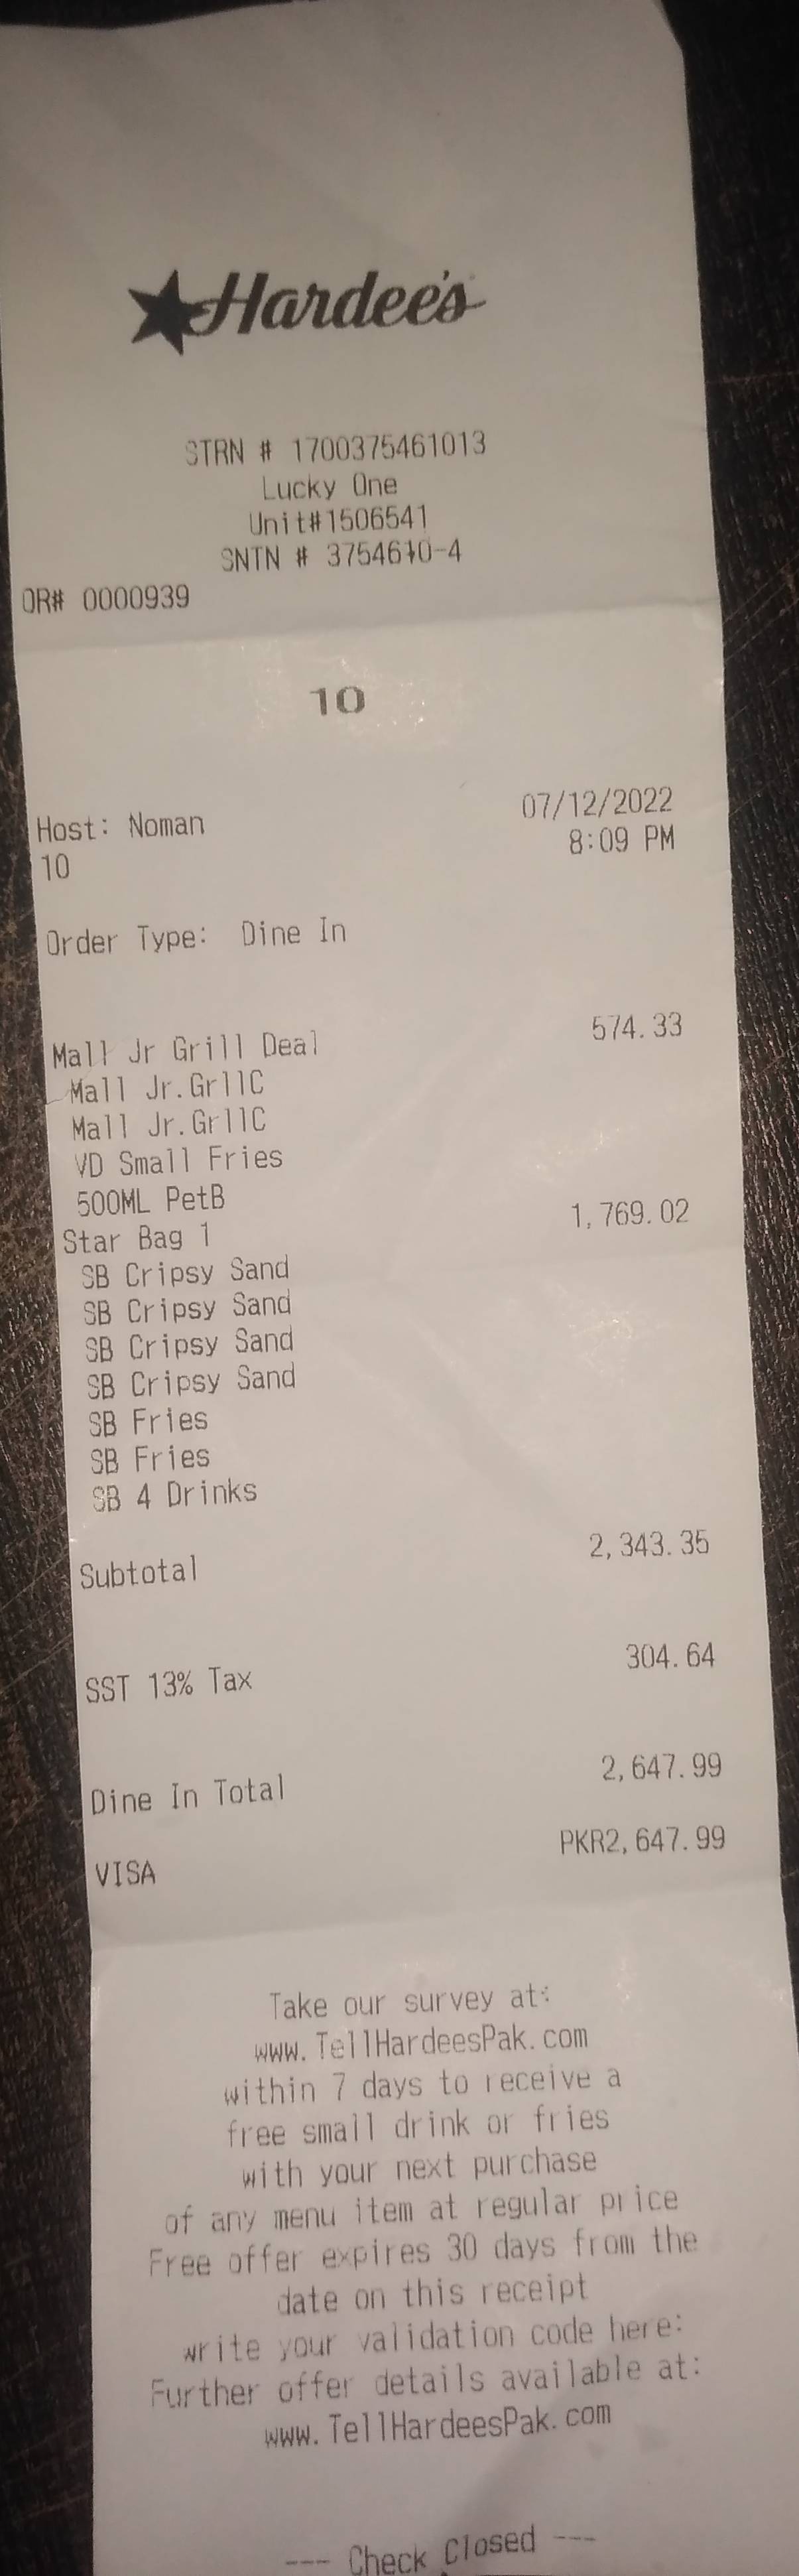 Hardee's
STRN # 1700375461013
Lucky One
Unit#1506541
SNTN # 3754610-4
OR# 0000939
10
Host: Noman 07/12/2022
10 8:09 PM
Order Type: Dine In
Mall Jr Grill Deal 574.33
Mall Jr.GrllC
Mall Jr.GrllC
VD Small Fries
500ML PetB
Star Bag 1 1,769.02
SB Cripsy Sand
SB Cripsy Sand
SB Cripsy Sand
SB Cripsy Sand
SB Fries
SB Fries
SB 4 Drinks
Subtotal 2,343.35
SST 13% Tax 304.64
Dine In Total 2,647.99
VISA PKR2,647.99
Take our survey at:
www.TellHardeesPak.com
within 7 days to receive a
free small drink or fries
with your next purchase
of any menu item at regular price
Free offer expires 30 days from the
date on this receipt
write your validation code here:
Further offer details available at:
www.TellHardeesPak.com
--- Check Closed ---